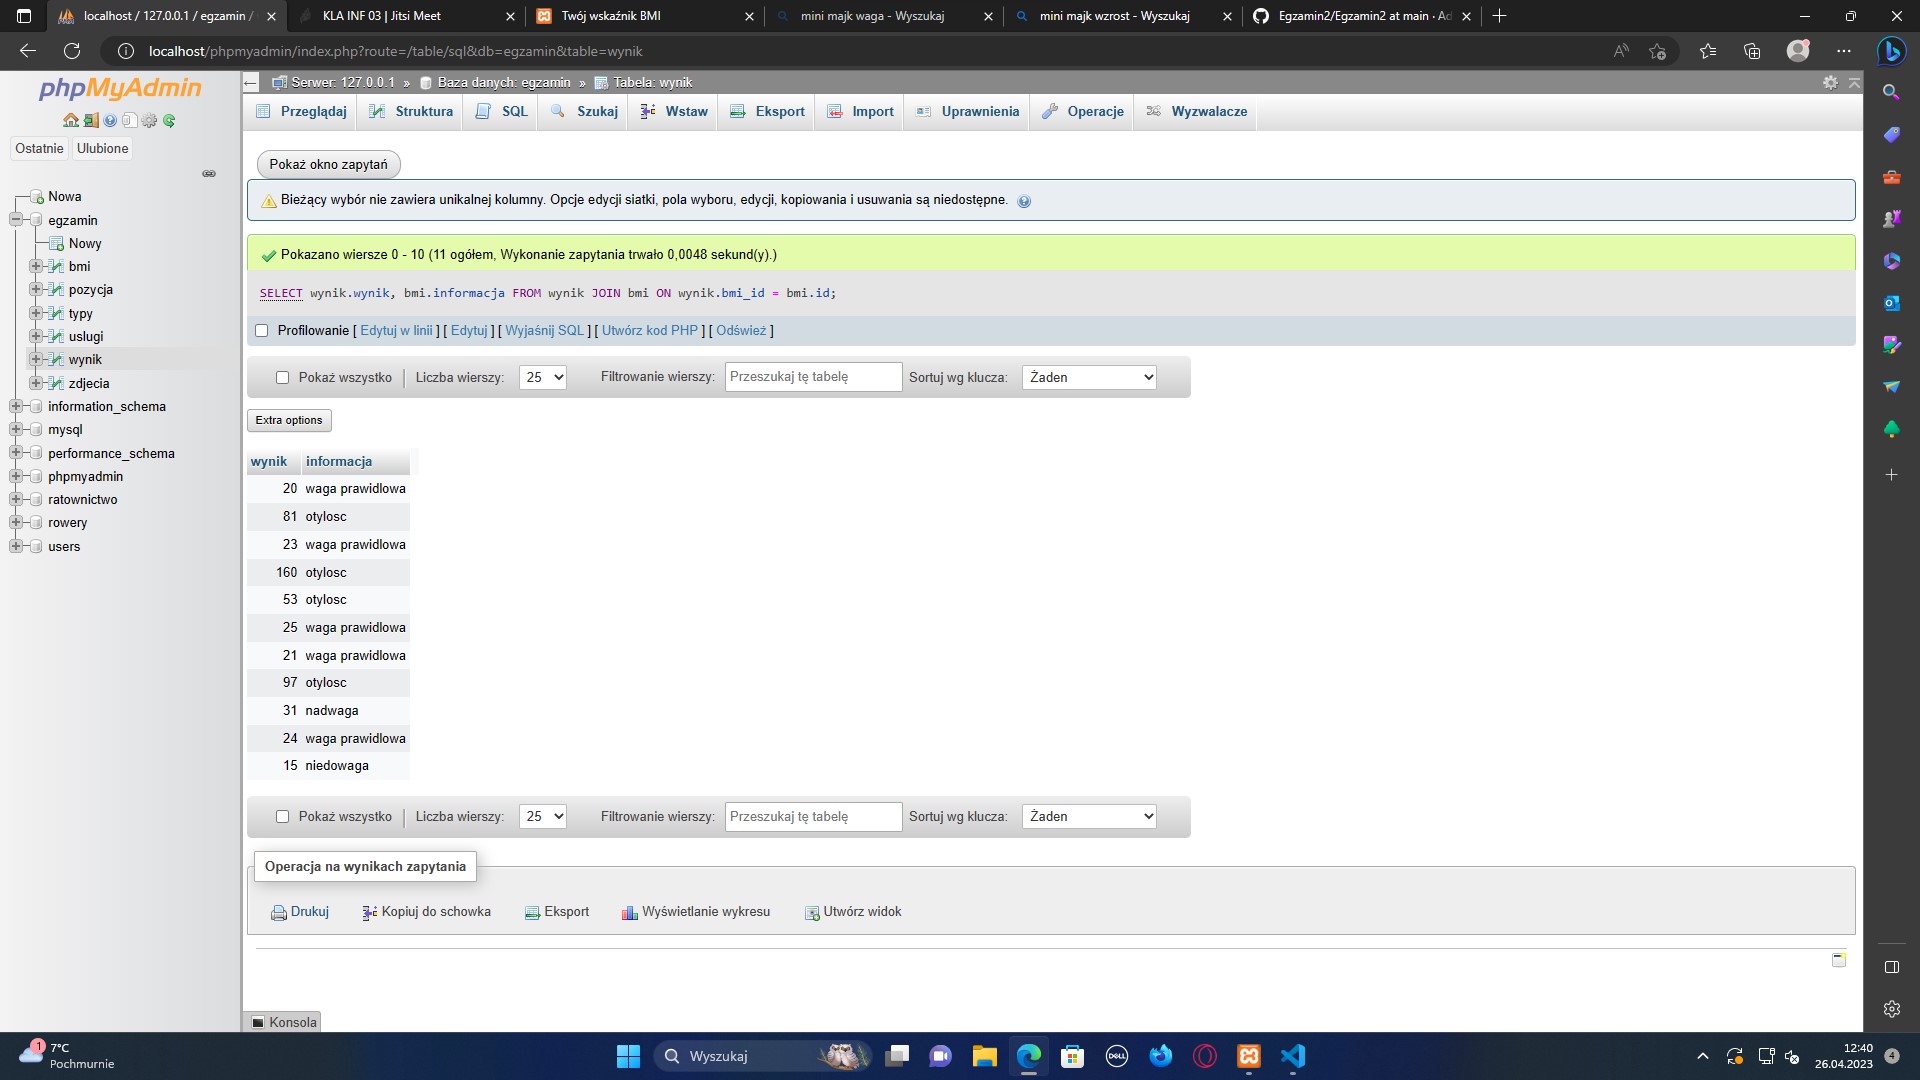 localhost / 127.0.0.1 / egzamin /
KLA INF 03 | Jitsi Meet
Twój wskaźnik BMI
mini majk waga - Wyszukaj
mini majk wzrost - Wyszukaj
Egzamin2/Egzamin2 at main · Ad
localhost/phpmyadmin/index.php?route=/table/sql&db=egzamin&table=wynik
phpMyAdmin
Ostatnie
Ulubione
Nowa
egzamin
Nowy
bmi
pozycja
typy
uslugi
wynik
zdjecia
information_schema
mysql
performance_schema
phpmyadmin
ratownictwo
rowery
users
Serwer: 127.0.0.1 » Baza danych: egzamin » Tabela: wynik
Przeglądaj Struktura SQL Szukaj Wstaw Eksport Import Uprawnienia Operacje Wyzwalacze
Pokaż okno zapytań
Bieżący wybór nie zawiera unikalnej kolumny. Opcje edycji siatki, pola wyboru, edycji, kopiowania i usuwania są niedostępne.
Pokazano wiersze 0 - 10 (11 ogółem, Wykonanie zapytania trwało 0,0048 sekund(y).)
SELECT wynik.wynik, bmi.informacja FROM wynik JOIN bmi ON wynik.bmi_id = bmi.id;
Profilowanie [ Edytuj w linii ] [ Edytuj ] [ Wyjaśnij SQL ] [ Utwórz kod PHP ] [ Odśwież ]
Pokaż wszystko Liczba wierszy: 25 Filtrowanie wierszy: Przeszukaj tę tabelę Sortuj wg klucza: Żaden
Extra options
wynik informacja
20 waga prawidlowa
81 otylosc
23 waga prawidlowa
160 otylosc
53 otylosc
25 waga prawidlowa
21 waga prawidlowa
97 otylosc
31 nadwaga
24 waga prawidlowa
15 niedowaga
Pokaż wszystko Liczba wierszy: 25 Filtrowanie wierszy: Przeszukaj tę tabelę Sortuj wg klucza: Żaden
Operacja na wynikach zapytania
Drukuj Kopiuj do schowka Eksport Wyświetlanie wykresu Utwórz widok
Konsola
1
7°C
Pochmurnie
Wyszukaj
DELL
12:40
26.04.2023
4